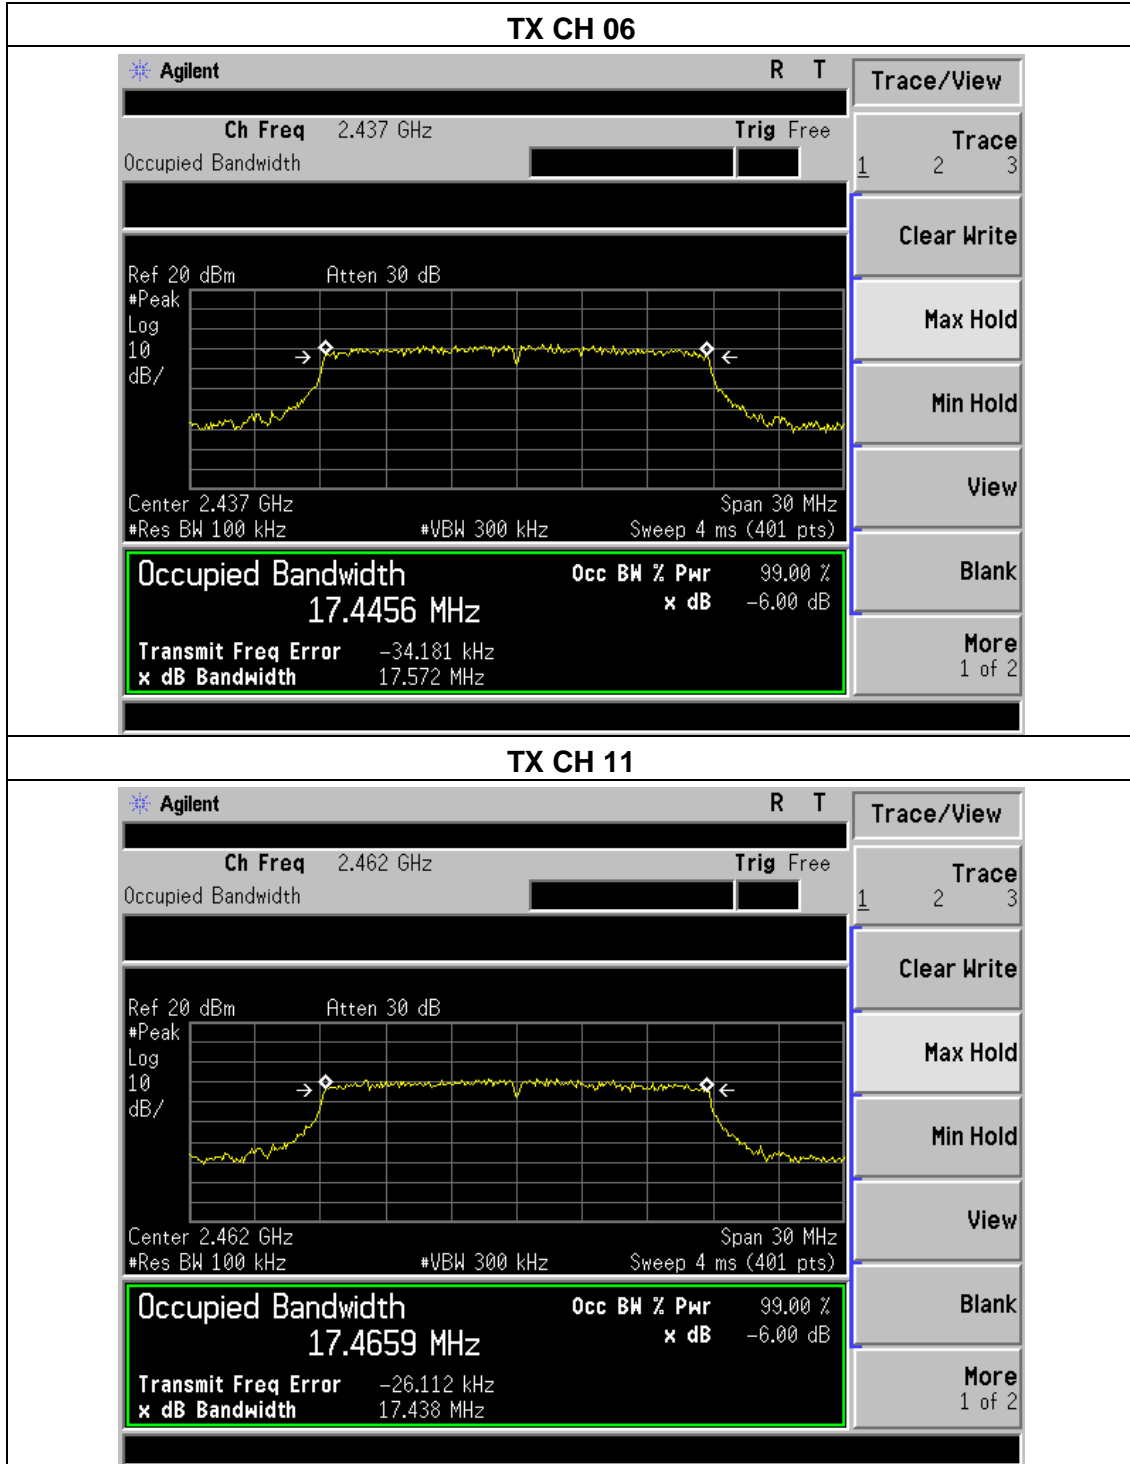 TX CH 06
Agilent R T
Trace/View
Ch Freq 2.437 GHz Trig Free
Occupied Bandwidth
Trace
1 2 3
Clear Write
Ref 20 dBm Atten 30 dB
#Peak
Log
10
dB/
Max Hold
Min Hold
View
Center 2.437 GHz Span 30 MHz
#Res BW 100 kHz #VBW 300 kHz Sweep 4 ms (401 pts)
Occupied Bandwidth Occ BW % Pwr 99.00 %
17.4456 MHz x dB -6.00 dB
Blank
Transmit Freq Error -34.181 kHz
x dB Bandwidth 17.572 MHz
More
1 of 2
TX CH 11
Agilent R T
Trace/View
Ch Freq 2.462 GHz Trig Free
Occupied Bandwidth
Trace
1 2 3
Clear Write
Ref 20 dBm Atten 30 dB
#Peak
Log
10
dB/
Max Hold
Min Hold
View
Center 2.462 GHz Span 30 MHz
#Res BW 100 kHz #VBW 300 kHz Sweep 4 ms (401 pts)
Occupied Bandwidth Occ BW % Pwr 99.00 %
17.4659 MHz x dB -6.00 dB
Blank
Transmit Freq Error -26.112 kHz
x dB Bandwidth 17.438 MHz
More
1 of 2